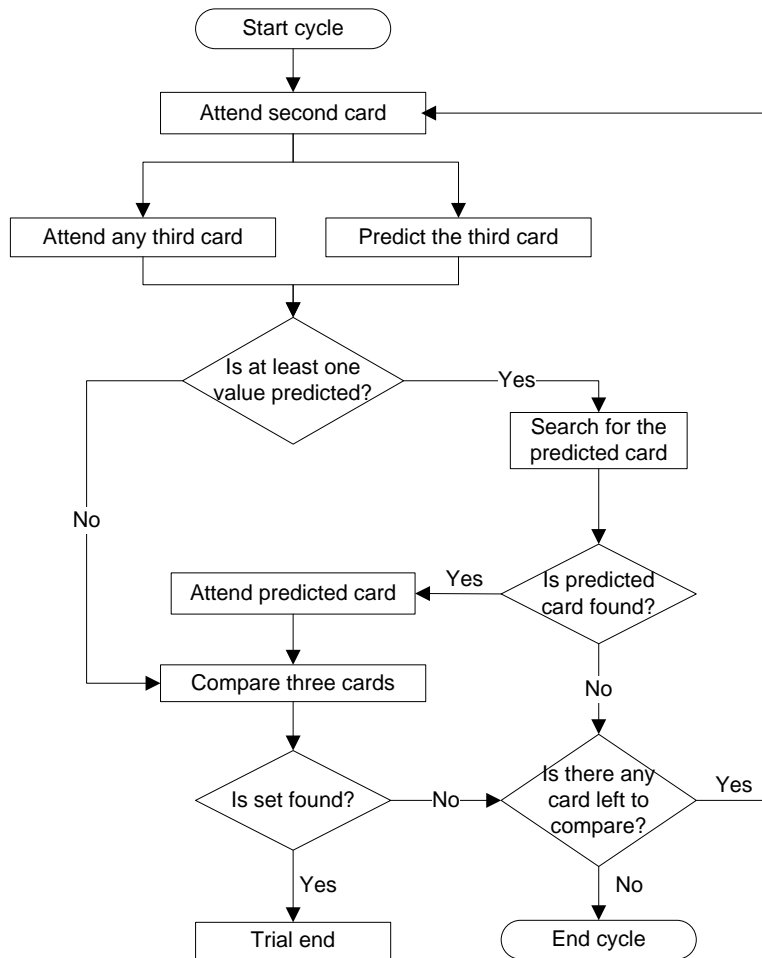 Start cycle
Attend second card
Attend any third card
Predict the third card
Is at least one
value predicted?
Yes
Search for the
predicted card
No
Attend predicted card
Yes
Is predicted
card found?
Compare three cards
No
Is set found?
No
Is there any
card left to
compare?
Yes
Yes
No
Trial end
End cycle